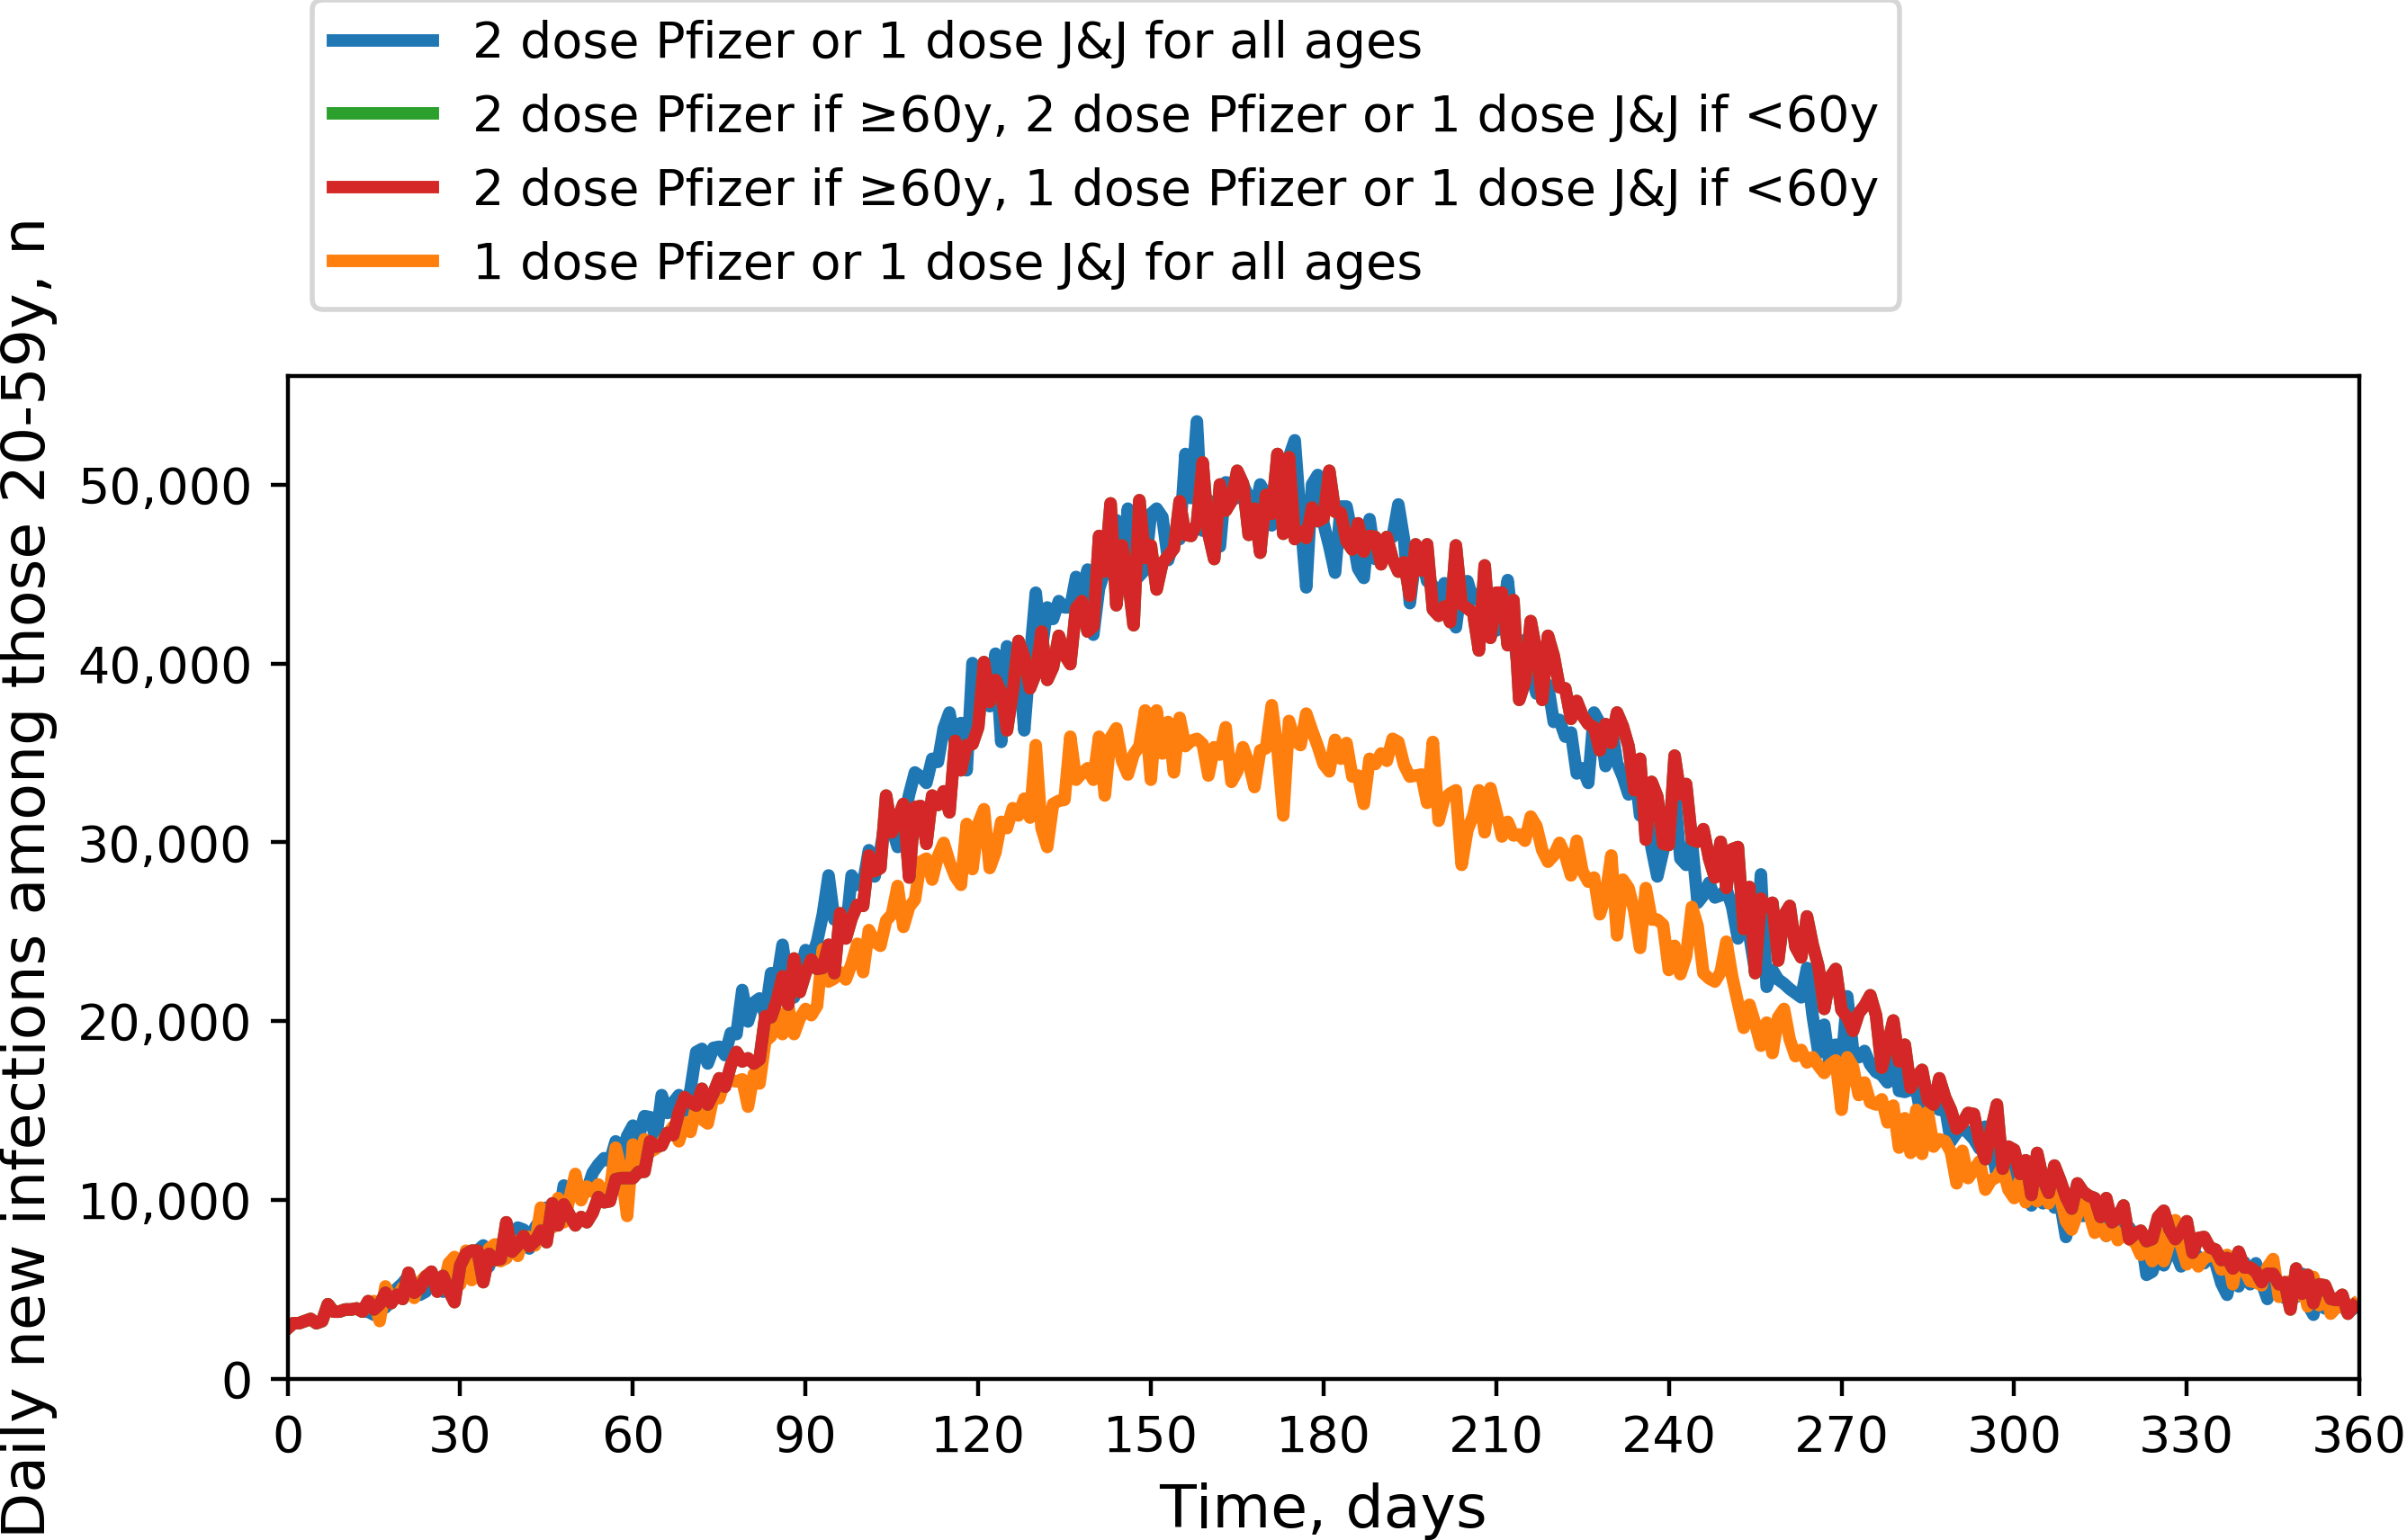 2 dose Pfizer or 1 dose J&J for all ages
2 dose Pfizer if ≥60y, 2 dose Pfizer or 1 dose J&J if <60y
2 dose Pfizer if ≥60y, 1 dose Pfizer or 1 dose J&J if <60y
1 dose Pfizer or 1 dose J&J for all ages
Daily new infections among those 20-59y, n
50,000
40,000
30,000
20,000
10,000
0
0 30 60 90 120 150 180 210 240 270 300 330 360
Time, days